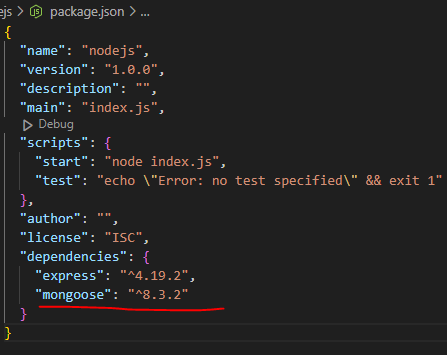 ejs > package.json > ...
{
"name": "nodejs",
"version": "1.0.0",
"description": "",
"main": "index.js",
Debug
"scripts": {
"start": "node index.js",
"test": "echo \"Error: no test specified\" && exit 1"
},
"author": "",
"license": "ISC",
"dependencies": {
"express": "^4.19.2",
"mongoose": "^8.3.2"
}
}